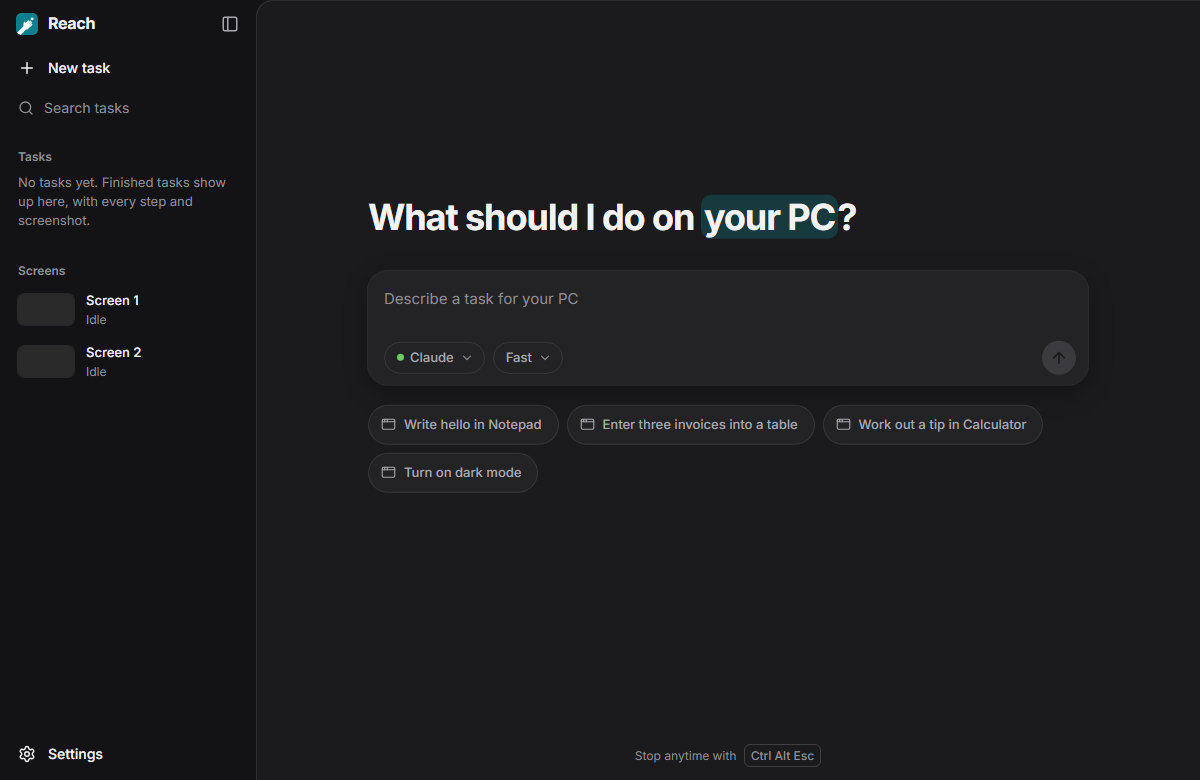 Reach
New task
Search tasks
Tasks
No tasks yet. Finished tasks show
up here, with every step and
screenshot.
Screens
Screen 1
Idle
Screen 2
Idle
Settings
What should I do on your PC?
Describe a task for your PC
Claude
Fast
Write hello in Notepad
Enter three invoices into a table
Work out a tip in Calculator
Turn on dark mode
Stop anytime with Ctrl Alt Esc